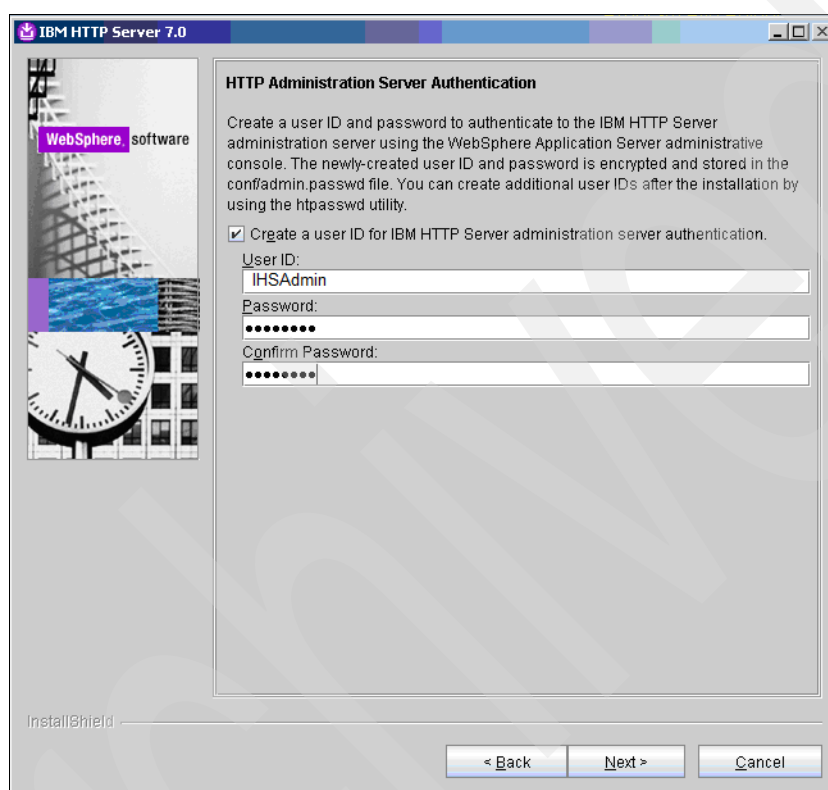 IBM HTTP Server 7.0
WebSphere. software
HTTP Administration Server Authentication
Create a user ID and password to authenticate to the IBM HTTP Server
administration server using the WebSphere Application Server administrative
console. The newly-created user ID and password is encrypted and stored in the
conf/admin.passwd file. You can create additional user IDs after the installation by
using the htpasswd utility.
Create a user ID for IBM HTTP Server administration server authentication.
User ID:
IHSAdmin
Password:
••••••••
Confirm Password:
••••••••
InstallShield
< Back
Next >
Cancel